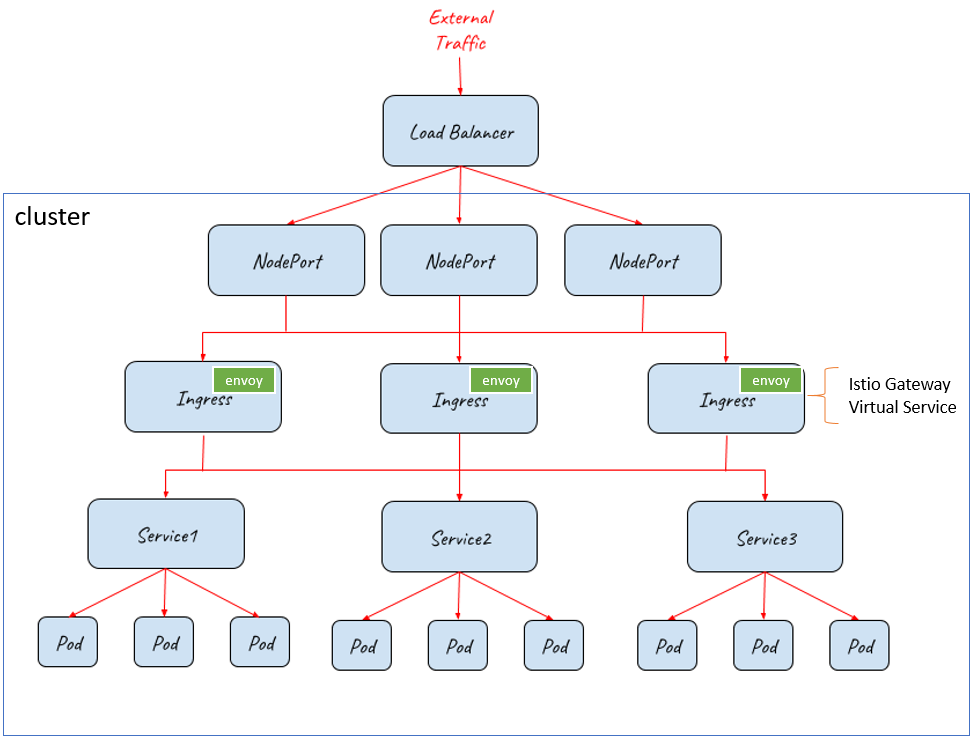 External
Traffic
Load Balancer
cluster
NodePort
NodePort
NodePort
envoy
Ingress
envoy
Ingress
envoy
Ingress
Istio Gateway
Virtual Service
Service1
Service2
Service3
Pod
Pod
Pod
Pod
Pod
Pod
Pod
Pod
Pod